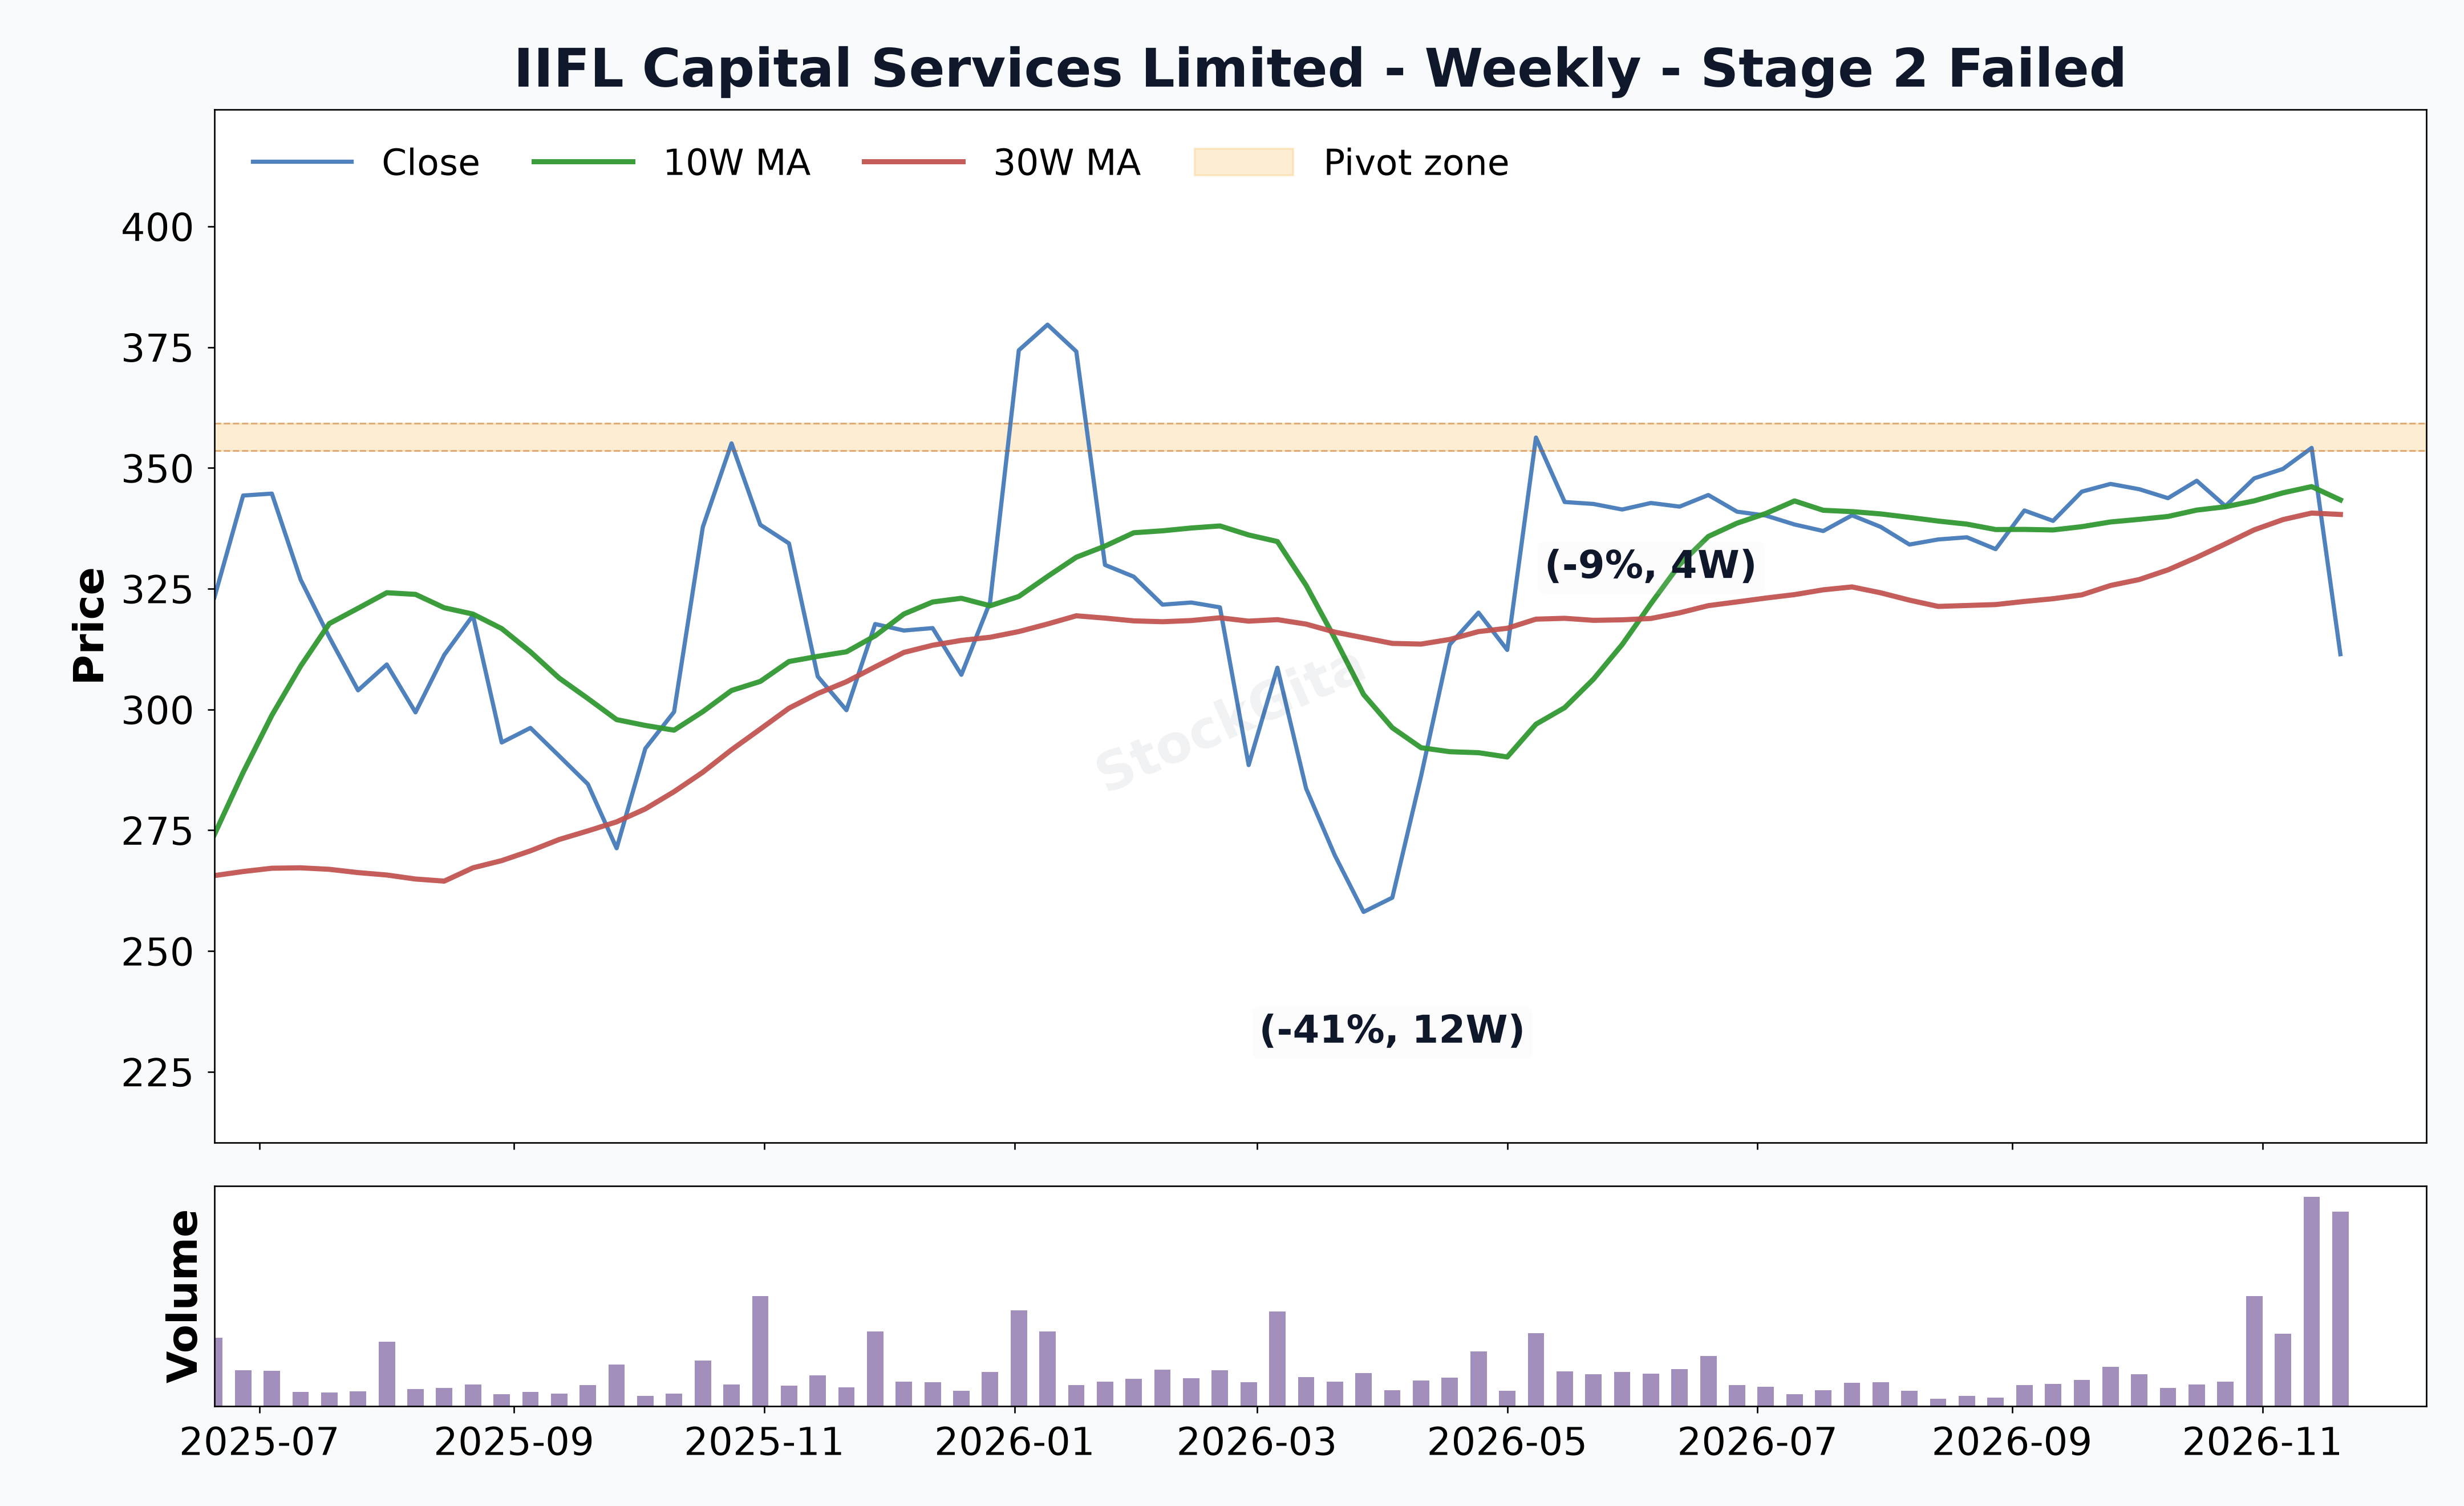 IIFL Capital Services Limited - Weekly - Stage 2 Failed
Close 10W MA 30W MA Pivot zone
400
375
350
325
300
275
250
225
Price
(-9%, 4W)
StockGita
(-41%, 12W)
Volume
2025-07 2025-09 2025-11 2026-01 2026-03 2026-05 2026-07 2026-09 2026-11